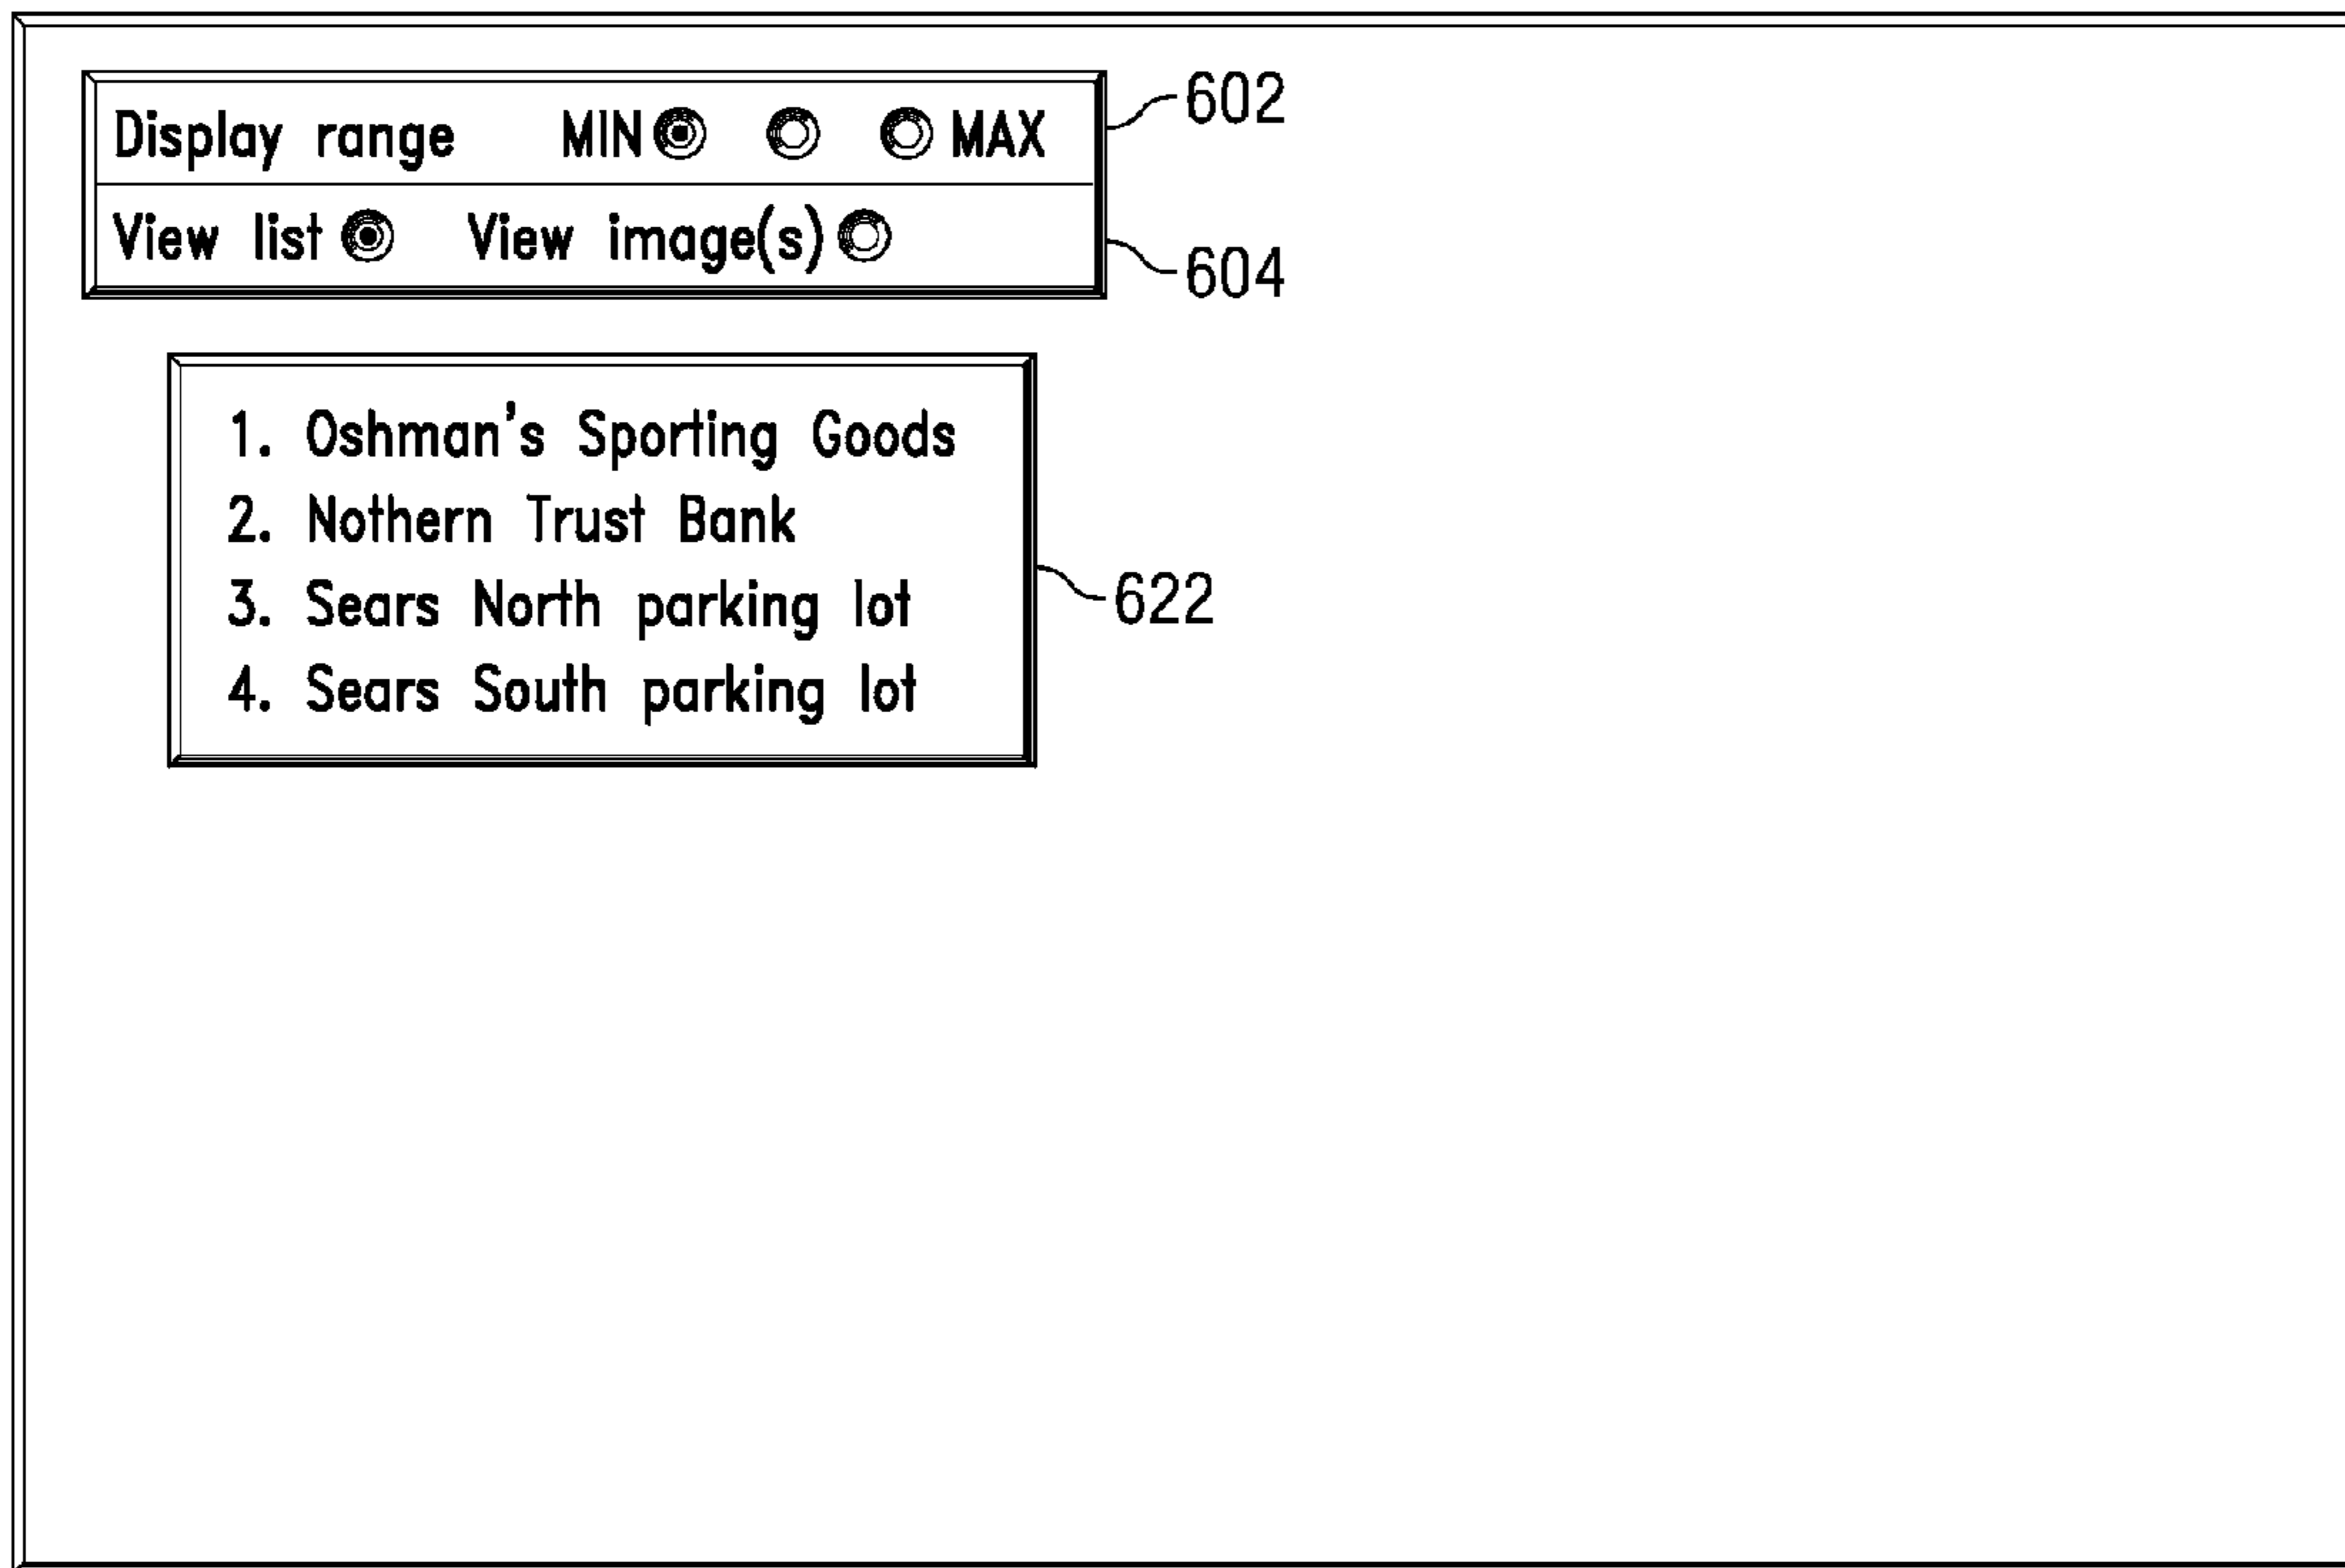 Display range MIN MAX 602
View list View image(s) 604
1. Oshman's Sporting Goods
2. Nothern Trust Bank
3. Sears North parking lot
4. Sears South parking lot
622